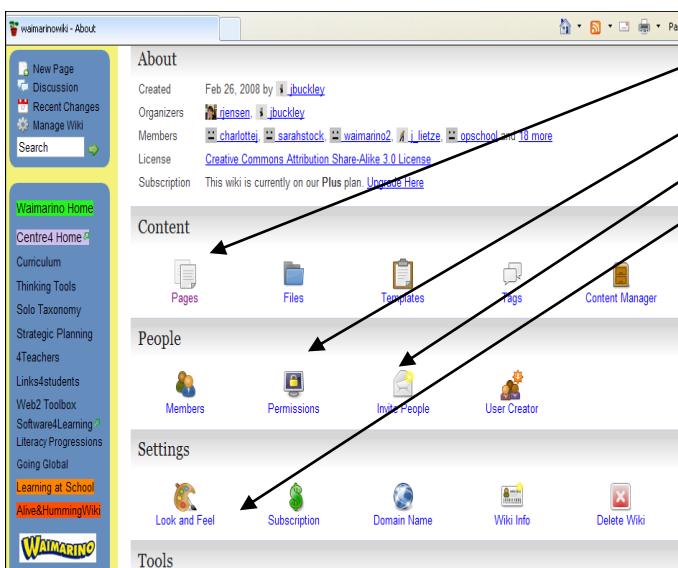 waimarinowiki - About
Pa
New Page
Discussion
Recent Changes
Manage Wiki
Search
Waimarino Home
Centre4 Home
Curriculum
Thinking Tools
Solo Taxonomy
Strategic Planning
4Teachers
Links4students
Web2 Toolbox
Software4Learning
Literacy Progressions
Going Global
Learning at School
Alive&HummingWiki
WAIMARINO
About
Created Feb 26, 2008 by jbuckley
Organizers rjensen, jbuckley
Members charlottej, sarahstock, waimarino2, j_lietze, opschool and 18 more
License Creative Commons Attribution Share-Alike 3.0 License
Subscription This wiki is currently on our Plus plan. Upgrade Here
Content
Pages Files Templates Tags Content Manager
People
Members Permissions Invite People User Creator
Settings
Look and Feel Subscription Domain Name Wiki Info Delete Wiki
Tools